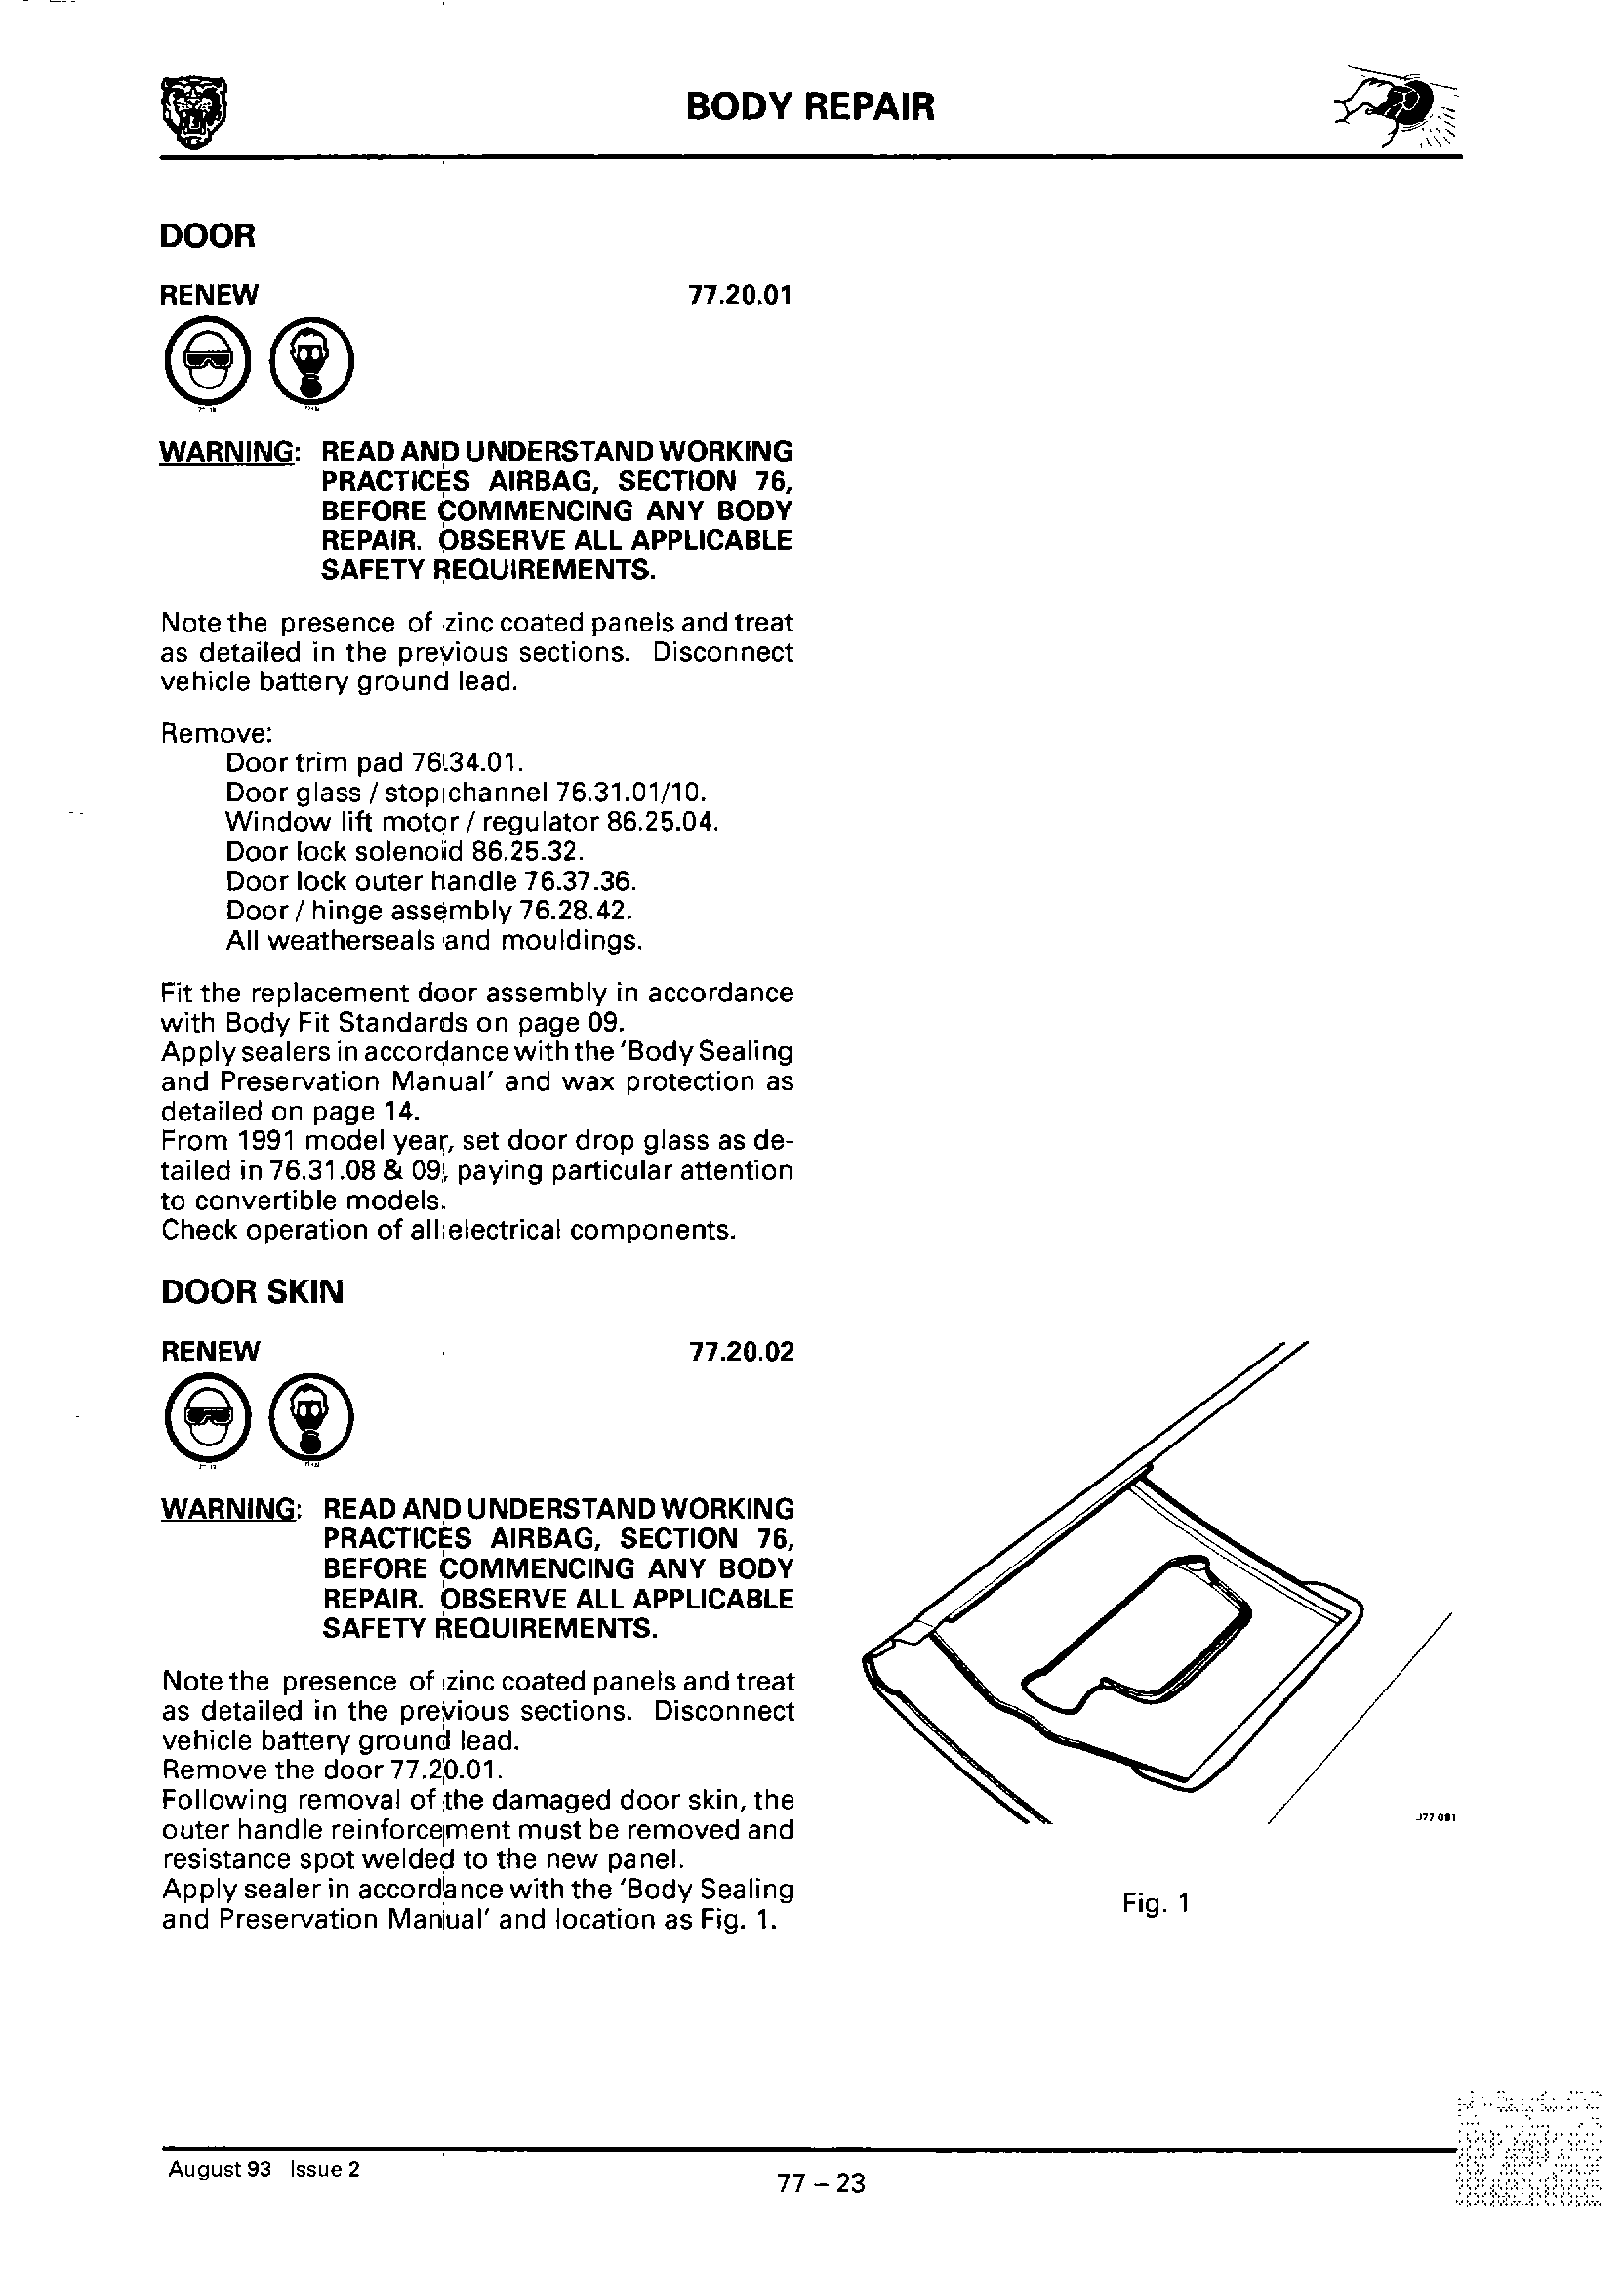 BODY REPAIR
DOOR
RENEW 77.20.01
WARNING: READ AND UNDERSTAND WORKING
PRACTICES AIRBAG, SECTION 76,
BEFORE COMMENCING ANY BODY
REPAIR. OBSERVE ALL APPLICABLE
SAFETY REQUIREMENTS.
Note the presence of zinc coated panels and treat
as detailed in the previous sections. Disconnect
vehicle battery ground lead.
Remove:
Door trim pad 76.34.01.
Door glass / stop channel 76.31.01/10.
Window lift motor / regulator 86.25.04.
Door lock solenoid 86.25.32.
Door lock outer handle 76.37.36.
Door / hinge assembly 76.28.42.
All weatherseals and mouldings.
Fit the replacement door assembly in accordance
with Body Fit Standards on page 09.
Apply sealers in accordance with the 'Body Sealing
and Preservation Manual' and wax protection as
detailed on page 14.
From 1991 model year, set door drop glass as de-
tailed in 76.31.08 & 09, paying particular attention
to convertible models.
Check operation of all electrical components.
DOOR SKIN
RENEW 77.20.02
WARNING: READ AND UNDERSTAND WORKING
PRACTICES AIRBAG, SECTION 76,
BEFORE COMMENCING ANY BODY
REPAIR. OBSERVE ALL APPLICABLE
SAFETY REQUIREMENTS.
Note the presence of zinc coated panels and treat
as detailed in the previous sections. Disconnect
vehicle battery ground lead.
Remove the door 77.20.01.
Following removal of the damaged door skin, the
outer handle reinforcement must be removed and
resistance spot welded to the new panel.
Apply sealer in accordance with the 'Body Sealing
and Preservation Manual' and location as Fig. 1.
J77 091
Fig. 1
August 93 Issue 2
77 – 23